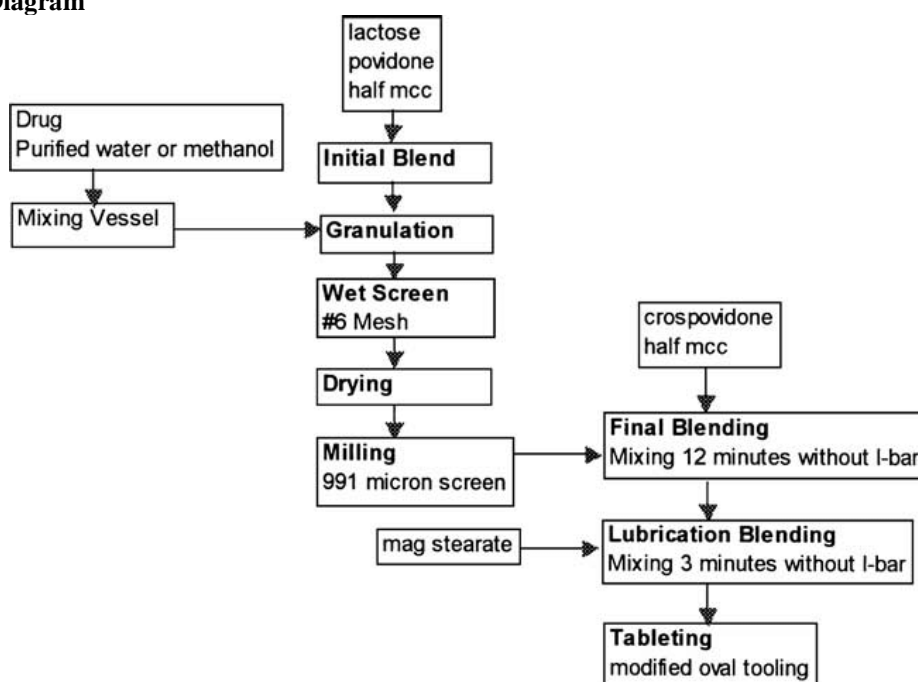 Diagram
lactose
povidone
half mcc
Drug
Purified water or methanol
Initial Blend
Mixing Vessel
Granulation
Wet Screen
#6 Mesh
crospovidone
half mcc
Drying
Final Blending
Mixing 12 minutes without I-bar
Milling
991 micron screen
mag stearate
Lubrication Blending
Mixing 3 minutes without I-bar
Tableting
modified oval tooling